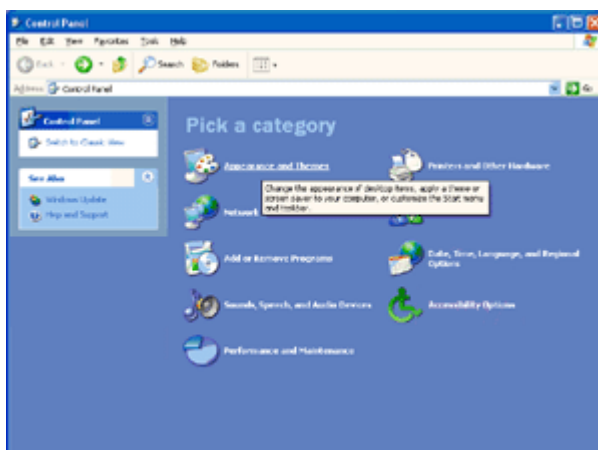 Control Panel
File Edit View Favorites Tools Help
Back Search Folders
Address Control Panel Go
Control Panel
Switch to Classic View
See Also
Windows Update
Help and Support
Pick a category
Appearance and Themes
Printers and Other Hardware
Change the appearance of desktop items, apply a theme or
screen saver to your computer, or customize the Start menu
and taskbar.
Network
Add or Remove Programs
Date, Time, Language, and Regional
Options
Sounds, Speech, and Audio Devices
Accessibility Options
Performance and Maintenance